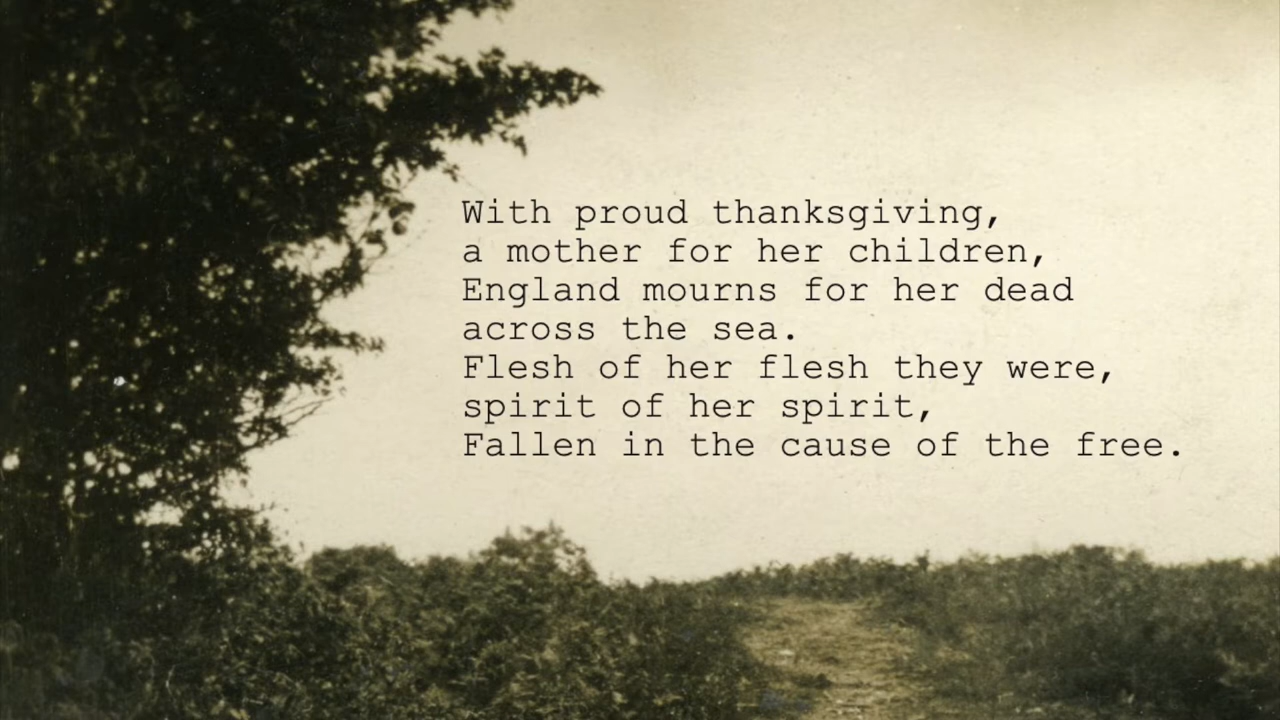 With proud thanksgiving,
a mother for her children,
England mourns for her dead
across the sea.
Flesh of her flesh they were,
spirit of her spirit,
Fallen in the cause of the free.